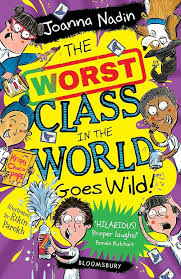 Joanna Nadin
THE
WORST
CLASS
IN THE
WORLD
Goes Wild!
Illustrated by
Rikin
Parekh
'HILARIOUS!
Proper laughs!'
Pamela Butchart
BLOOMSBURY